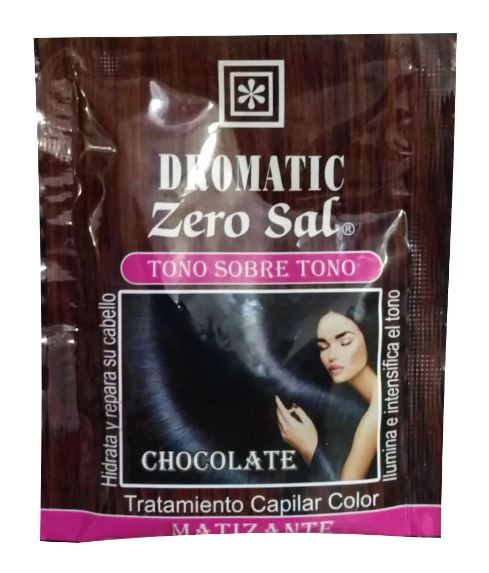 DROMATIC
Zero Sal®
TONO SOBRE TONO
Hidrata y repara su cabello
Ilumina e intensifica el tono
CHOCOLATE
Tratamiento Capilar Color
MATIZANTE